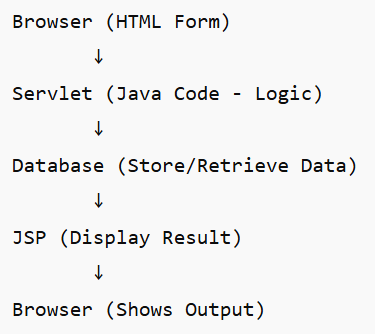 Browser (HTML Form)
↓
Servlet (Java Code - Logic)
↓
Database (Store/Retrieve Data)
↓
JSP (Display Result)
↓
Browser (Shows Output)